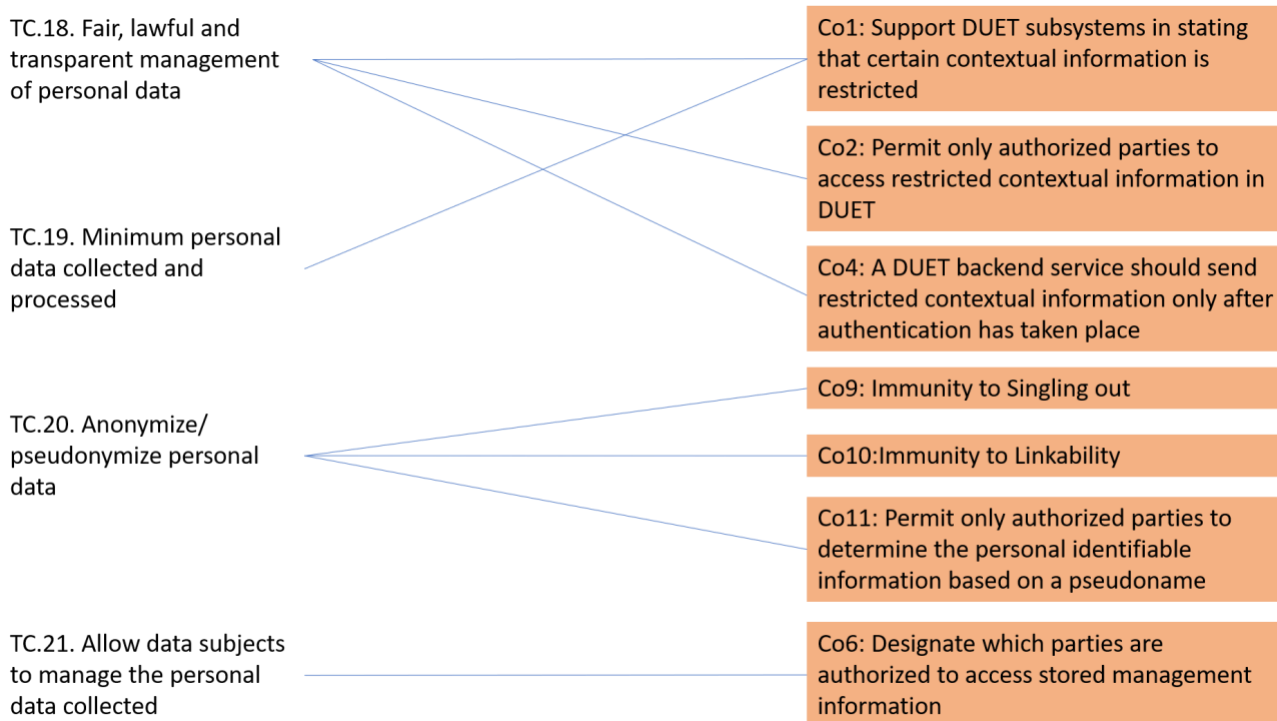 TC.18. Fair, lawful and
transparent management
of personal data
TC.19. Minimum personal
data collected and
processed
TC.20. Anonymize/
pseudonymize personal
data
TC.21. Allow data subjects
to manage the personal
data collected
Co1: Support DUET subsystems in stating
that certain contextual information is
restricted
Co2: Permit only authorized parties to
access restricted contextual information in
DUET
Co4: A DUET backend service should send
restricted contextual information only after
authentication has taken place
Co9: Immunity to Singling out
Co10:Immunity to Linkability
Co11: Permit only authorized parties to
determine the personal identifiable
information based on a pseudoname
Co6: Designate which parties are
authorized to access stored management
information